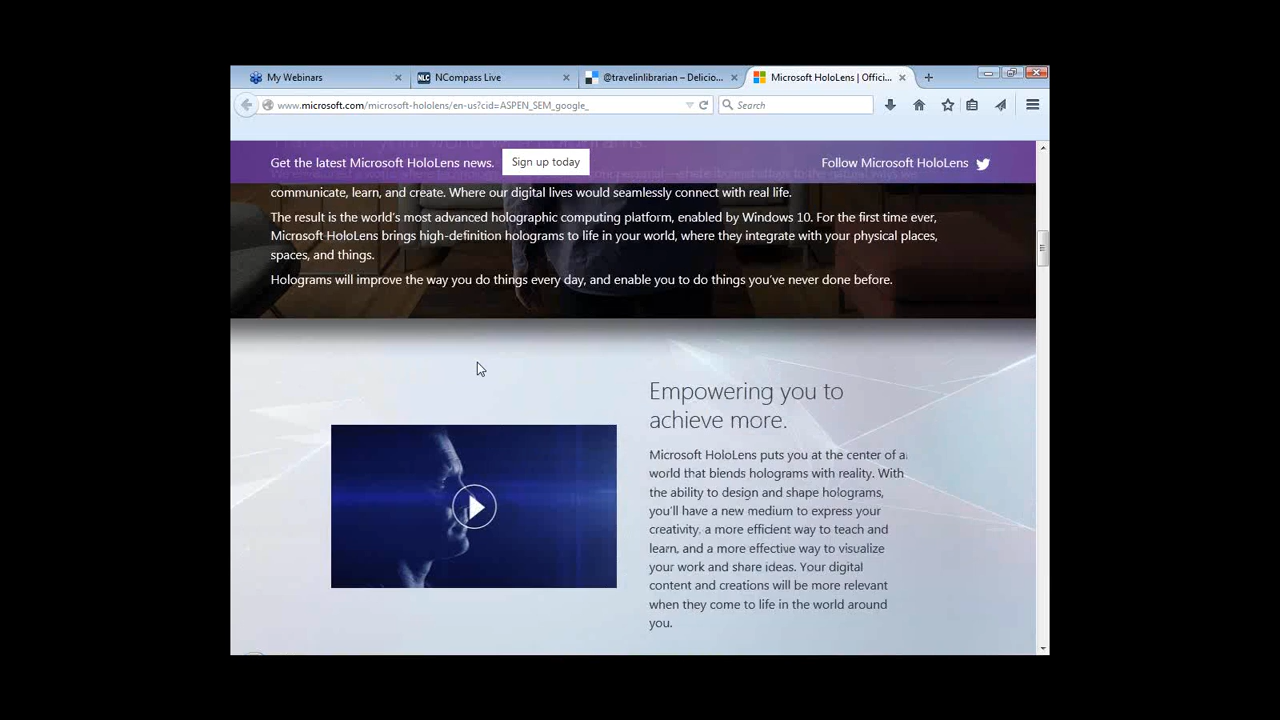 My Webinars
NLC NCompass Live
@travelinlibrarian – Delicio...
Microsoft HoloLens | Offici...
www.microsoft.com/microsoft-hololens/en-us?cid=ASPEN_SEM_google_
Search
Get the latest Microsoft HoloLens news. Sign up today
Follow Microsoft HoloLens
communicate, learn, and create. Where our digital lives would seamlessly connect with real life.
The result is the world's most advanced holographic computing platform, enabled by Windows 10. For the first time ever,
Microsoft HoloLens brings high-definition holograms to life in your world, where they integrate with your physical places,
spaces, and things.
Holograms will improve the way you do things every day, and enable you to do things you've never done before.
Empowering you to
achieve more.
Microsoft HoloLens puts you at the center of a
world that blends holograms with reality. With
the ability to design and shape holograms,
you'll have a new medium to express your
creativity, a more efficient way to teach and
learn, and a more effective way to visualize
your work and share ideas. Your digital
content and creations will be more relevant
when they come to life in the world around
you.